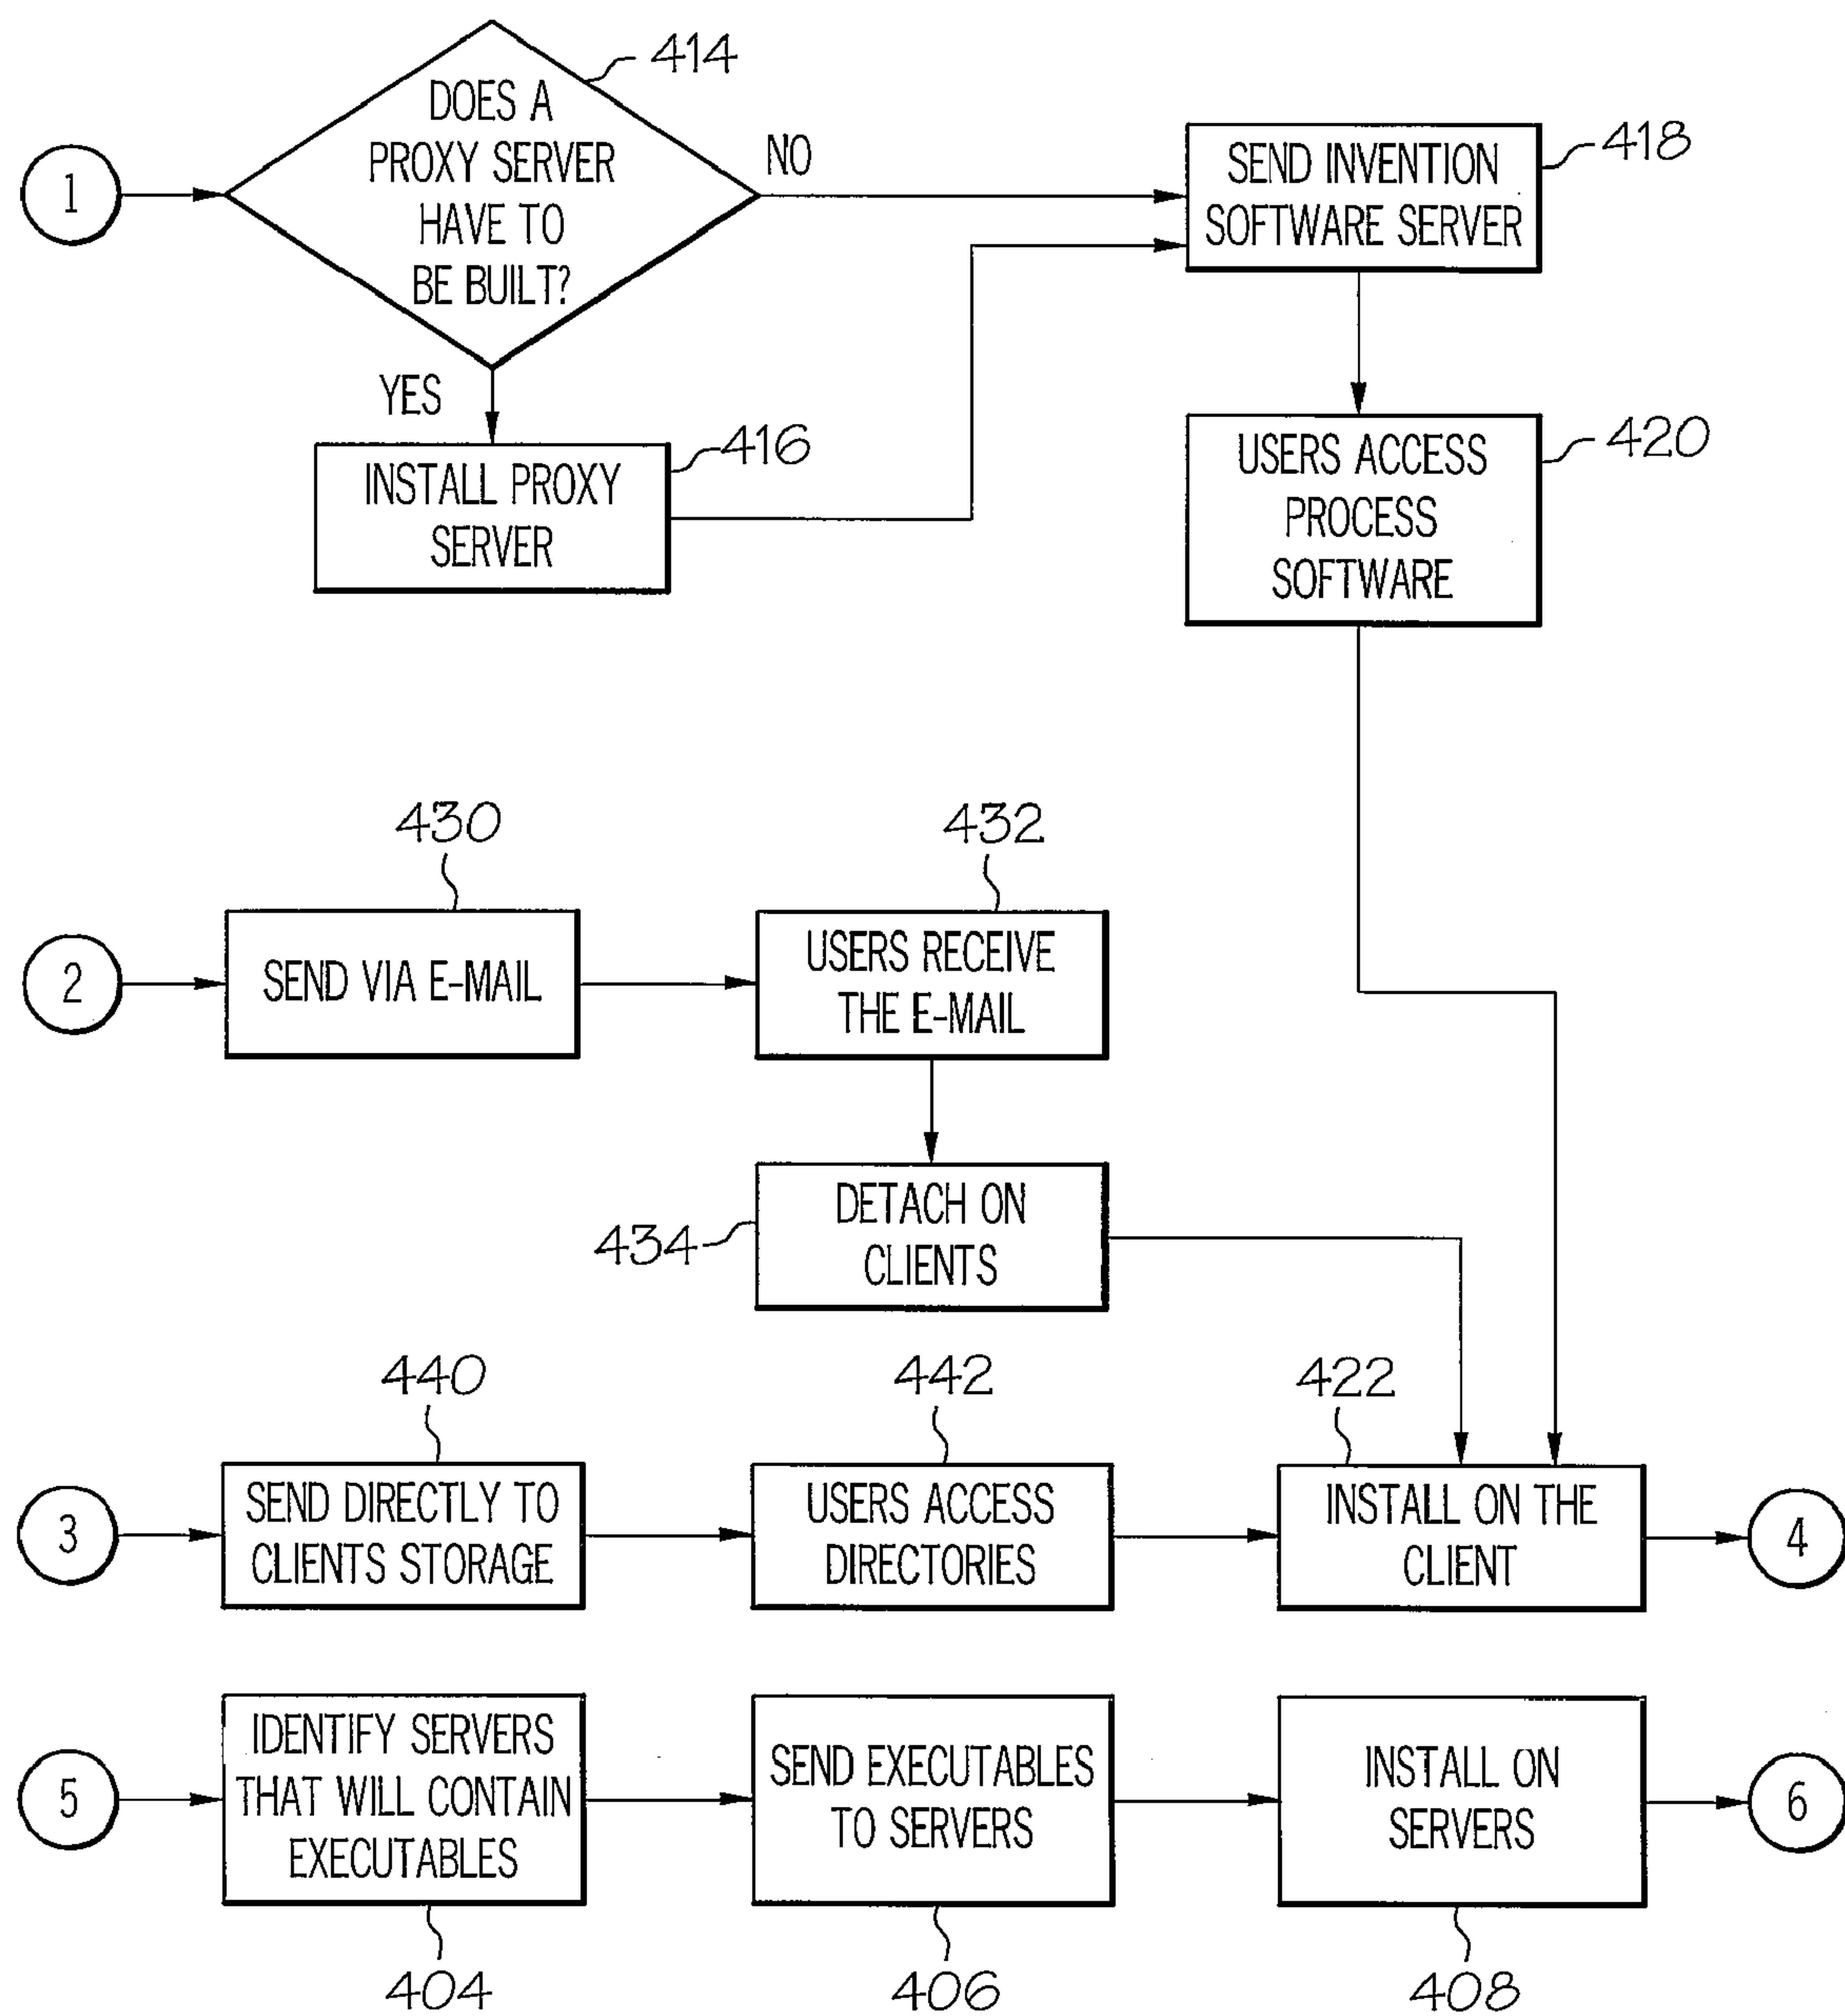 414
DOES A
PROXY SERVER
HAVE TO
BE BUILT?
1
NO
YES
SEND INVENTION
SOFTWARE SERVER
418
416
INSTALL PROXY
SERVER
USERS ACCESS
PROCESS
SOFTWARE
420
430
432
2
SEND VIA E-MAIL
USERS RECEIVE
THE E-MAIL
DETACH ON
CLIENTS
434
440
442
422
3
SEND DIRECTLY TO
CLIENTS STORAGE
USERS ACCESS
DIRECTORIES
INSTALL ON THE
CLIENT
4
5
IDENTIFY SERVERS
THAT WILL CONTAIN
EXECUTABLES
SEND EXECUTABLES
TO SERVERS
INSTALL ON
SERVERS
6
404
406
408